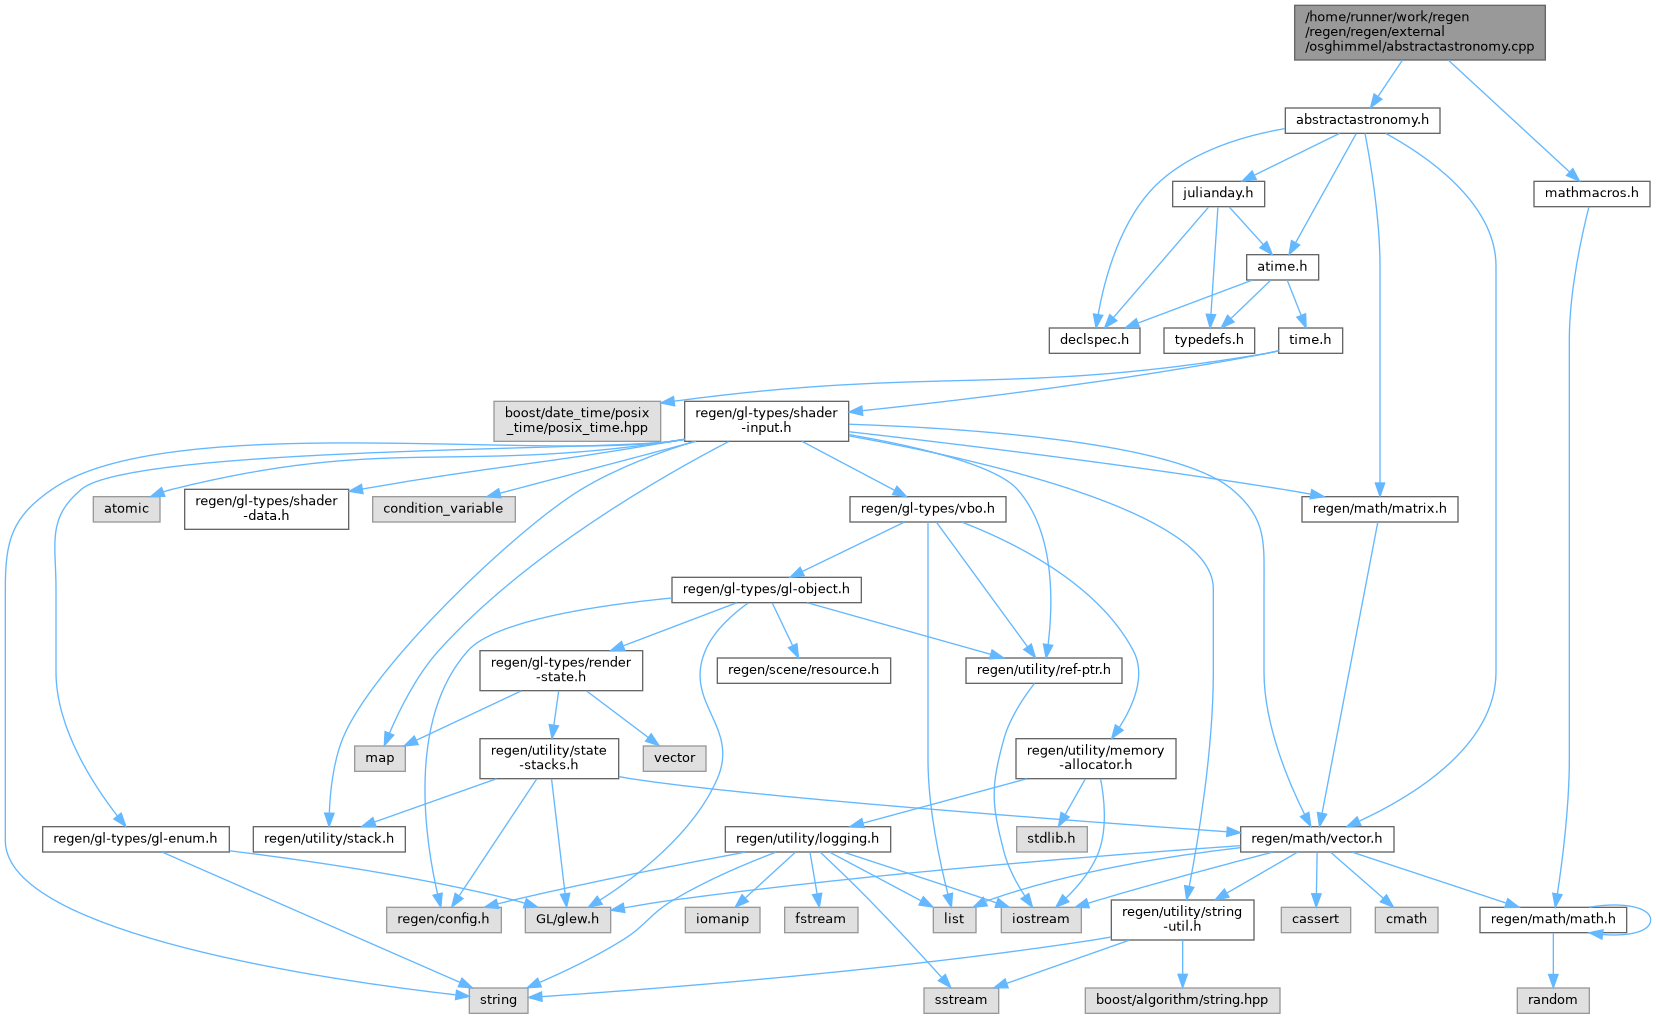 /home/runner/work/regen
/regen/regen/external
/osghimmel/abstractastronomy.cpp
abstractastronomy.h
julianday.h
mathmacros.h
atime.h
declspec.h
typedefs.h
time.h
boost/date_time/posix
_time/posix_time.hpp
regen/gl-types/shader
-input.h
atomic
regen/gl-types/shader
-data.h
condition_variable
regen/gl-types/vbo.h
regen/math/matrix.h
regen/gl-types/gl-object.h
regen/gl-types/render
-state.h
regen/scene/resource.h
regen/utility/ref-ptr.h
map
regen/utility/state
-stacks.h
vector
regen/utility/memory
-allocator.h
regen/gl-types/gl-enum.h
regen/utility/stack.h
regen/utility/logging.h
stdlib.h
regen/math/vector.h
regen/config.h
GL/glew.h
iomanip
fstream
list
iostream
regen/utility/string
-util.h
cassert
cmath
regen/math/math.h
string
sstream
boost/algorithm/string.hpp
random